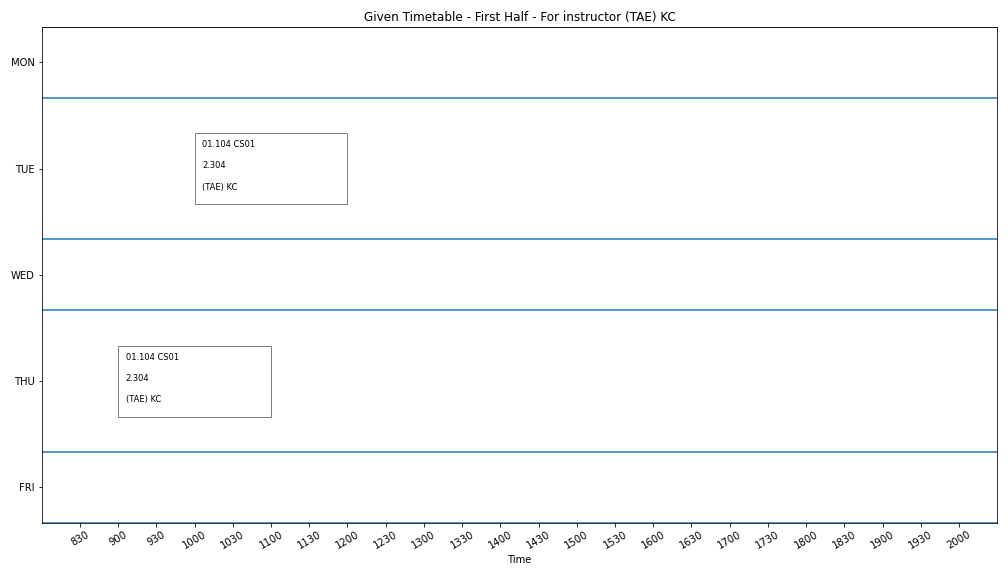 Given Timetable - First Half - For instructor (TAE) KC
MON
TUE
01.104 CS01
2.304
(TAE) KC
WED
THU
01.104 CS01
2.304
(TAE) KC
FRI
830 900 930 1000 1030 1100 1130 1200 1230 1300 1330 1400 1430 1500 1530 1600 1630 1700 1730 1800 1830 1900 1930 2000
Time